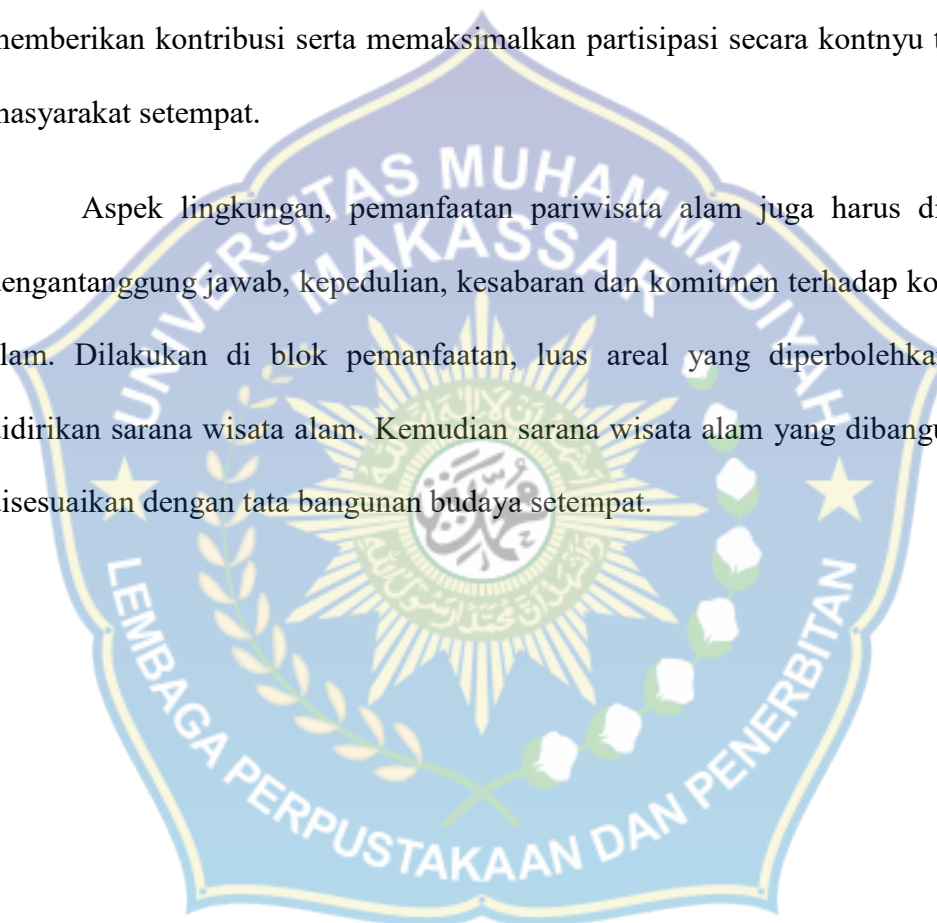 memberikan kontribusi serta memaksimalkan partisipasi secara kontnyu t
masyarakat setempat.
Aspek lingkungan, pemanfaatan pariwisata alam juga harus di
dengantanggung jawab, kepedulian, kesabaran dan komitmen terhadap ko
alam. Dilakukan di blok pemanfaatan, luas areal yang diperbolehka
didirikan sarana wisata alam. Kemudian sarana wisata alam yang dibangu
disesuaikan dengan tata bangunan budaya setempat.
UNIVERSITAS MUHAMMADIYAH
MAKASSAR
LEMBAGA PERPUSTAKAAN DAN PENERBITAN